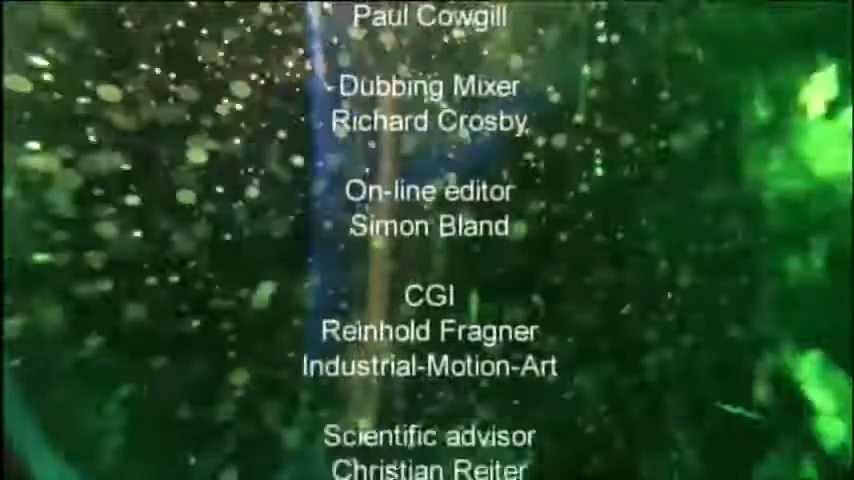 Paul Cowgill
Dubbing Mixer
Richard Crosby
On-line editor
Simon Bland
CGI
Reinhold Fragner
Industrial-Motion-Art
Scientific advisor
Christian Reiter